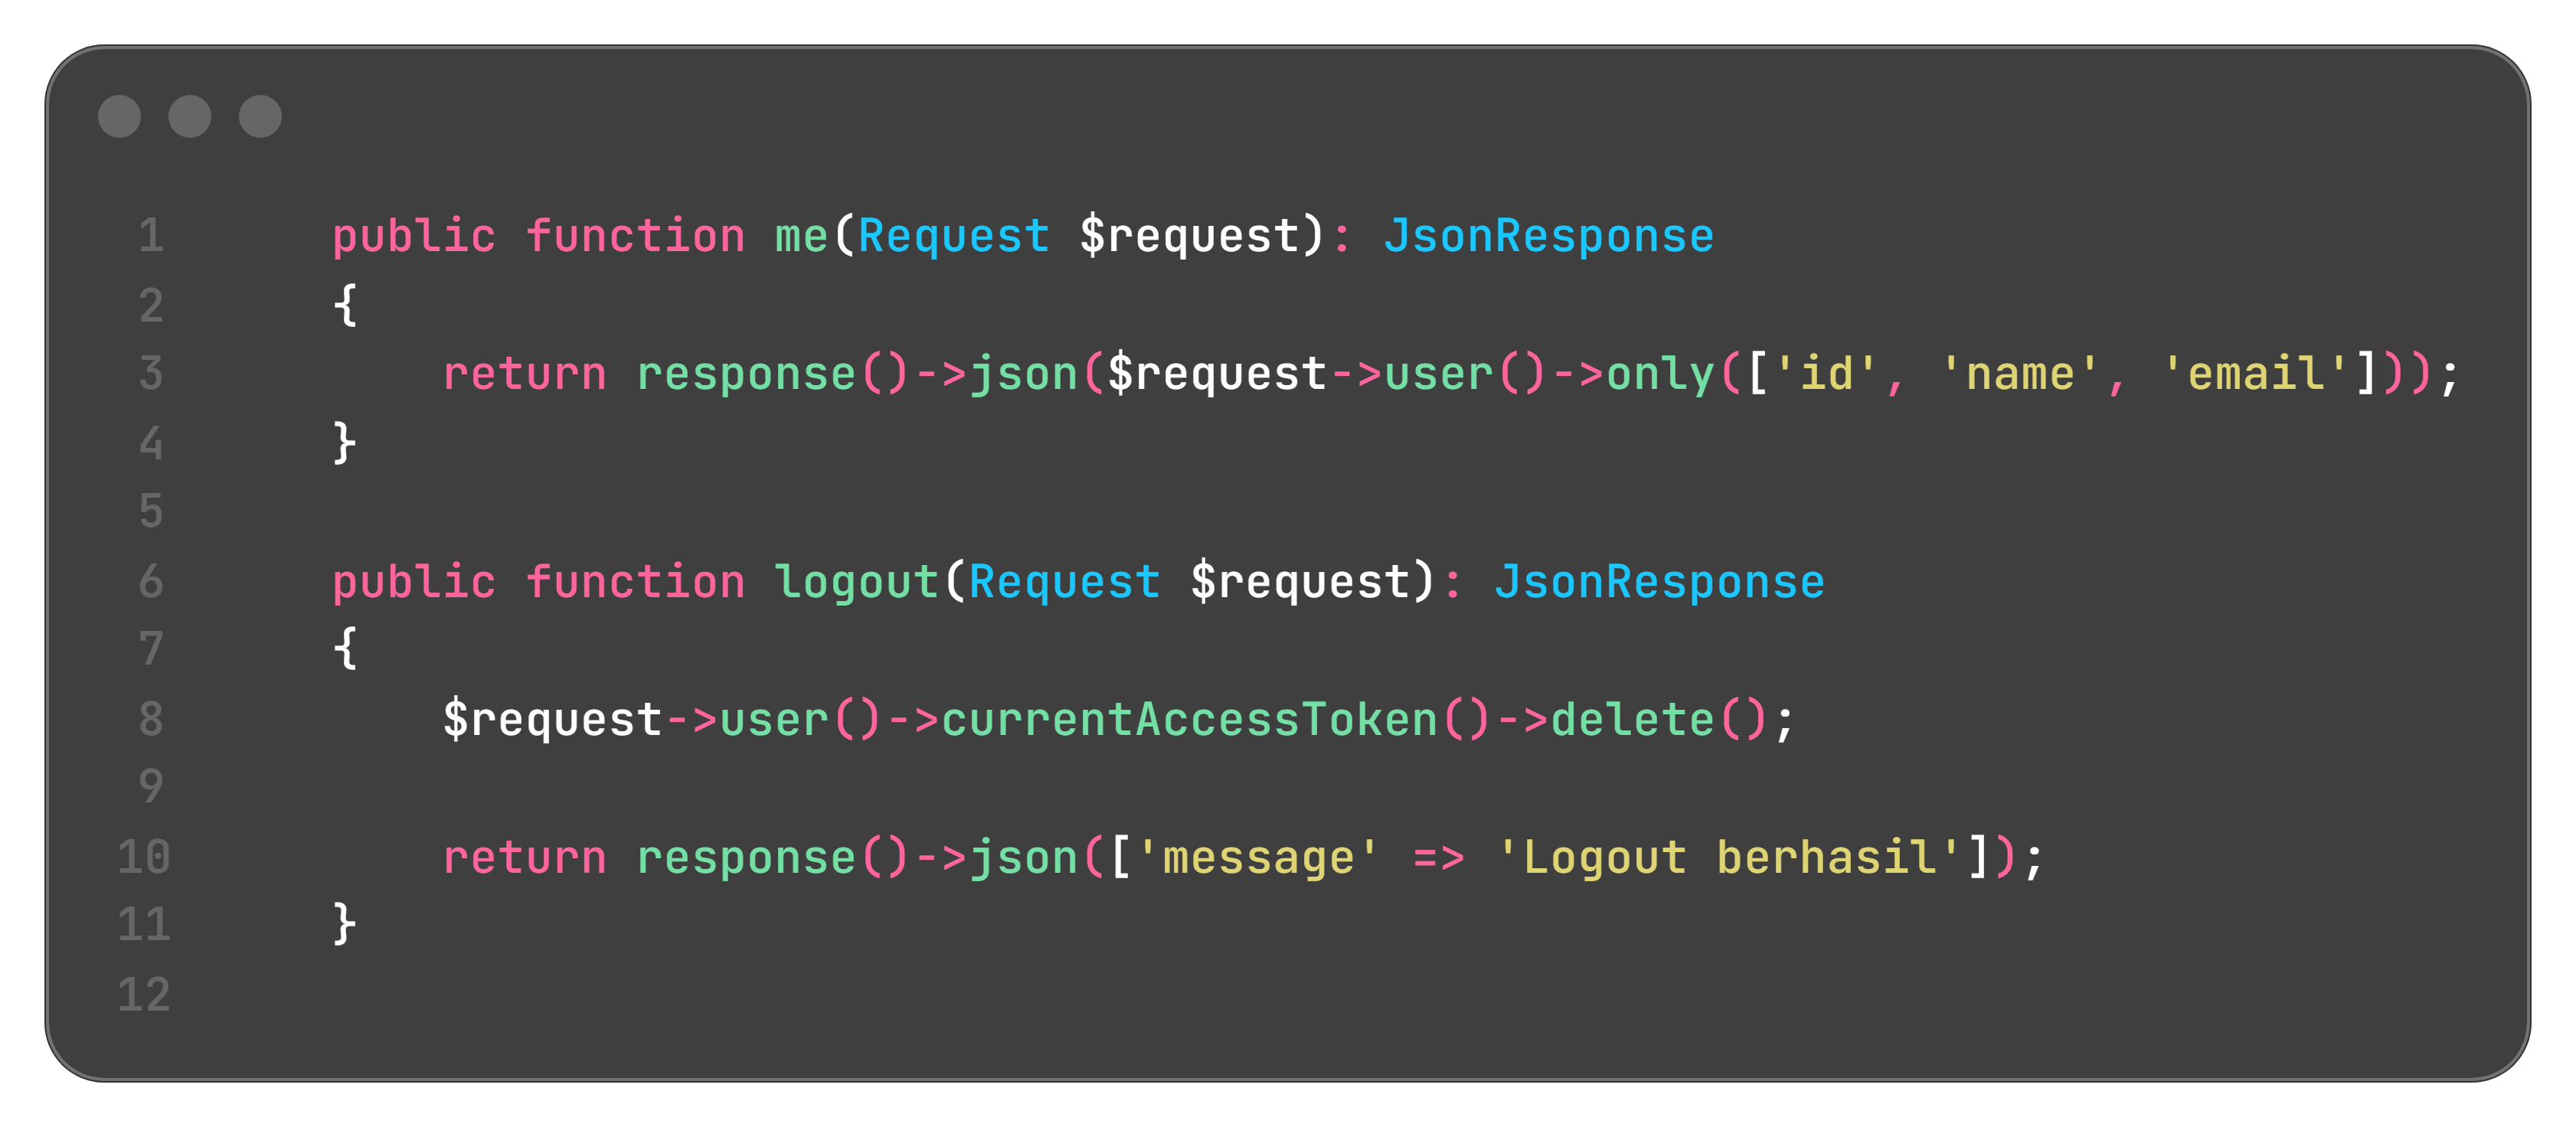 1 public function me(Request $request): JsonResponse
2 {
3 return response()->json($request->user()->only(['id', 'name', 'email']));
4 }
5
6 public function logout(Request $request): JsonResponse
7 {
8 $request->user()->currentAccessToken()->delete();
9
10 return response()->json(['message' => 'Logout berhasil']);
11 }
12